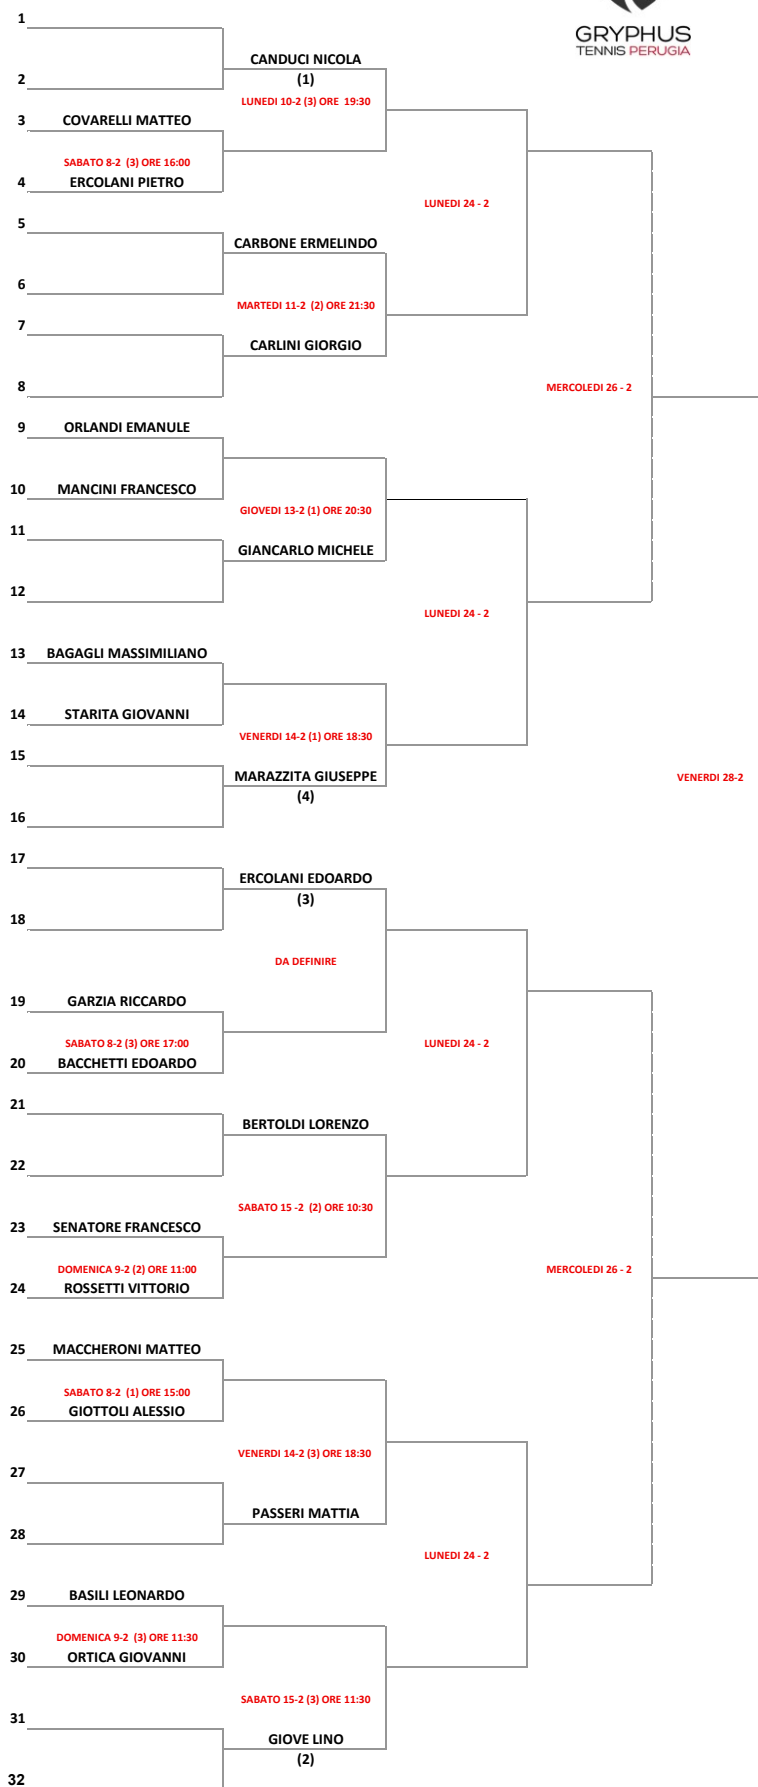 GRYPHUS
TENNIS PERUGIA
1
CANDUCI NICOLA
2
(1)
LUNEDI 10-2 (3) ORE 19:30
3 COVARELLI MATTEO
SABATO 8-2 (3) ORE 16:00
4 ERCOLANI PIETRO
LUNEDI 24 - 2
5
CARBONE ERMELINDO
6
MARTEDI 11-2 (2) ORE 21:30
7
CARLINI GIORGIO
8
MERCOLEDI 26 - 2
9 ORLANDI EMANULE
10 MANCINI FRANCESCO
GIOVEDI 13-2 (1) ORE 20:30
11
GIANCARLO MICHELE
12
LUNEDI 24 - 2
13 BAGAGLI MASSIMILIANO
14 STARITA GIOVANNI
VENERDI 14-2 (1) ORE 18:30
15
MARAZZITA GIUSEPPE
VENERDI 28-2
(4)
16
17
ERCOLANI EDOARDO
(3)
18
DA DEFINIRE
19 GARZIA RICCARDO
SABATO 8-2 (3) ORE 17:00
LUNEDI 24 - 2
20 BACCHETTI EDOARDO
21
BERTOLDI LORENZO
22
SABATO 15 -2 (2) ORE 10:30
23 SENATORE FRANCESCO
DOMENICA 9-2 (2) ORE 11:00
MERCOLEDI 26 - 2
24 ROSSETTI VITTORIO
25 MACCHERONI MATTEO
SABATO 8-2 (1) ORE 15:00
26 GIOTTOLI ALESSIO
VENERDI 14-2 (3) ORE 18:30
27
PASSERI MATTIA
28
LUNEDI 24 - 2
29 BASILI LEONARDO
DOMENICA 9-2 (3) ORE 11:30
30 ORTICA GIOVANNI
SABATO 15-2 (3) ORE 11:30
31
GIOVE LINO
(2)
32